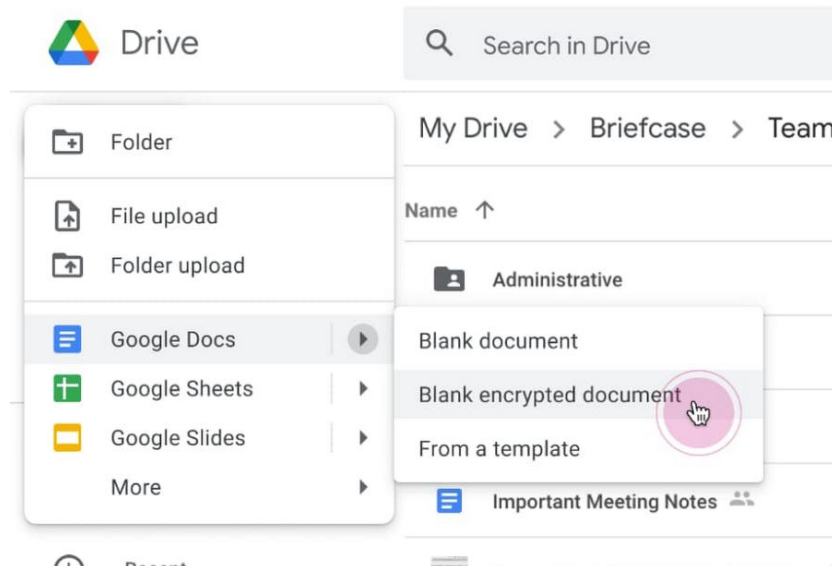 Drive
Search in Drive
Folder
File upload
Folder upload
Google Docs
Google Sheets
Google Slides
More
Recent
My Drive > Briefcase > Team
Name
Administrative
Blank document
Blank encrypted document
From a template
Important Meeting Notes